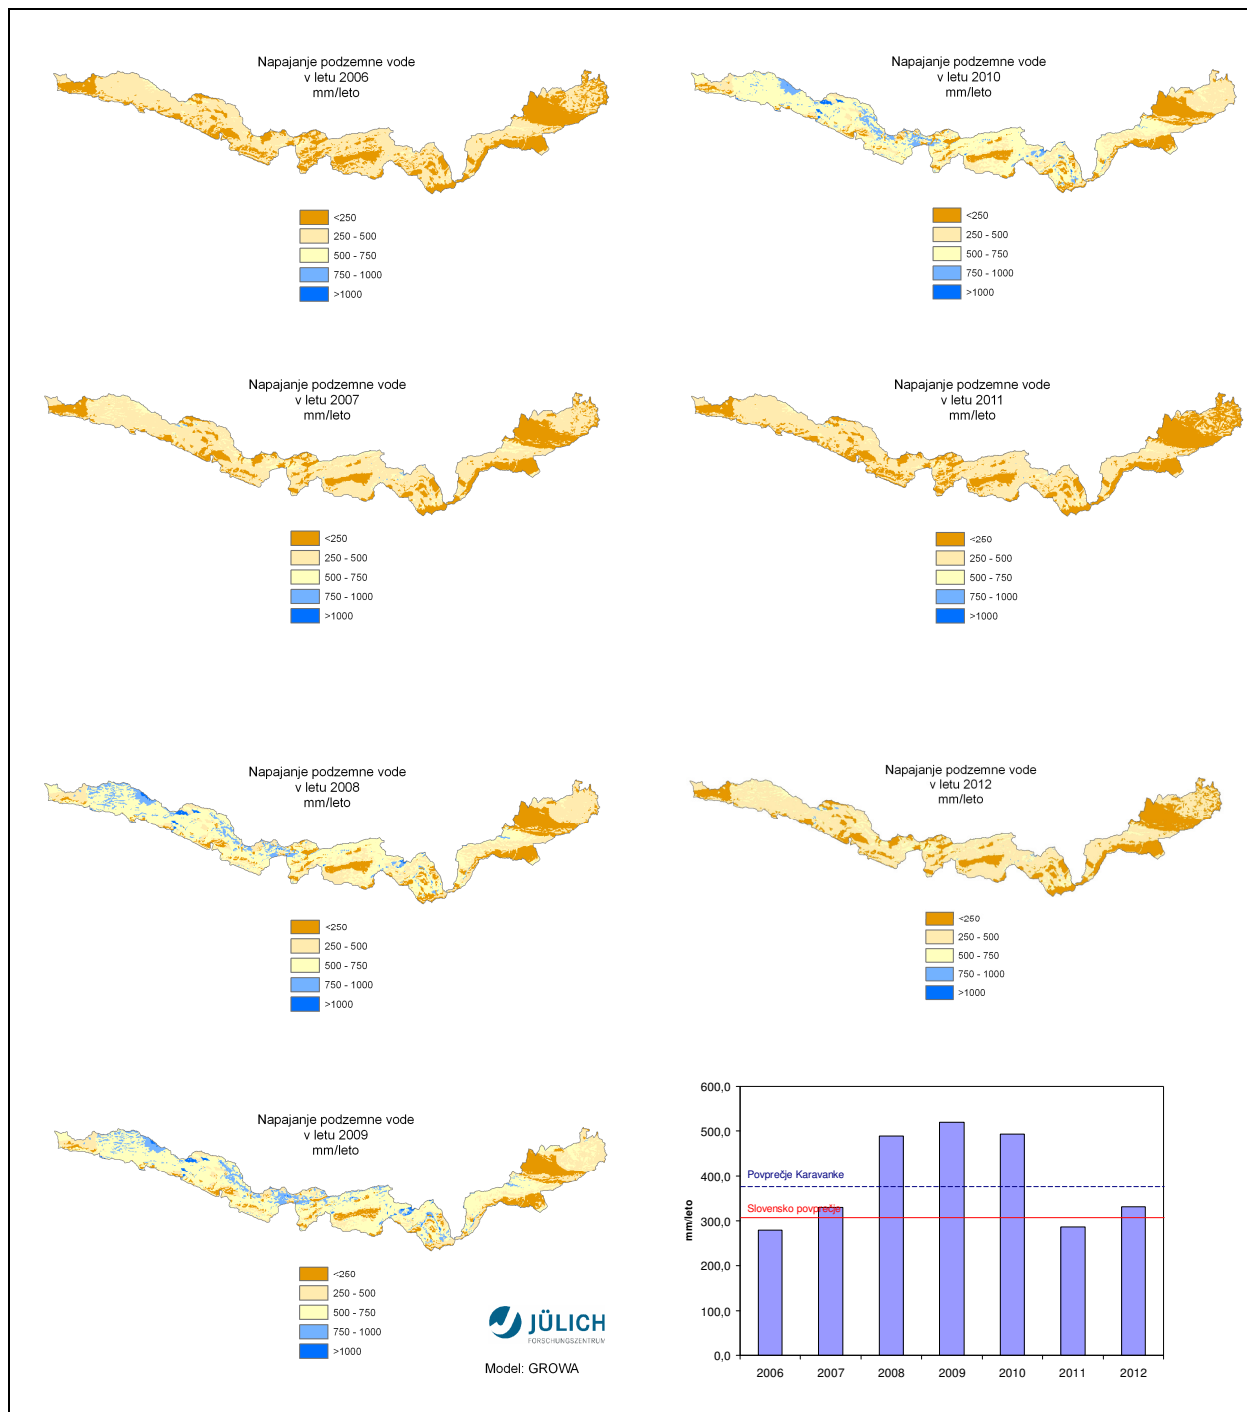 Napajanje podzemne vode
v letu 2006
mm/leto
<250
250 - 500
500 - 750
750 - 1000
>1000
Napajanje podzemne vode
v letu 2010
mm/leto
<250
250 - 500
500 - 750
750 - 1000
>1000
Napajanje podzemne vode
v letu 2007
mm/leto
<250
250 - 500
500 - 750
750 - 1000
>1000
Napajanje podzemne vode
v letu 2011
mm/leto
<250
250 - 500
500 - 750
750 - 1000
>1000
Napajanje podzemne vode
v letu 2008
mm/leto
<250
250 - 500
500 - 750
750 - 1000
>1000
Napajanje podzemne vode
v letu 2012
mm/leto
<250
250 - 500
500 - 750
750 - 1000
>1000
Napajanje podzemne vode
v letu 2009
mm/leto
<250
250 - 500
500 - 750
750 - 1000
>1000
JÜLICH
FORSCHUNGSZENTRUM
Model: GROWA
600,0
500,0
400,0
300,0
200,0
100,0
0,0
mm/leto
Povprečje Karavanke
Slovensko povprečje
2006 2007 2008 2009 2010 2011 2012